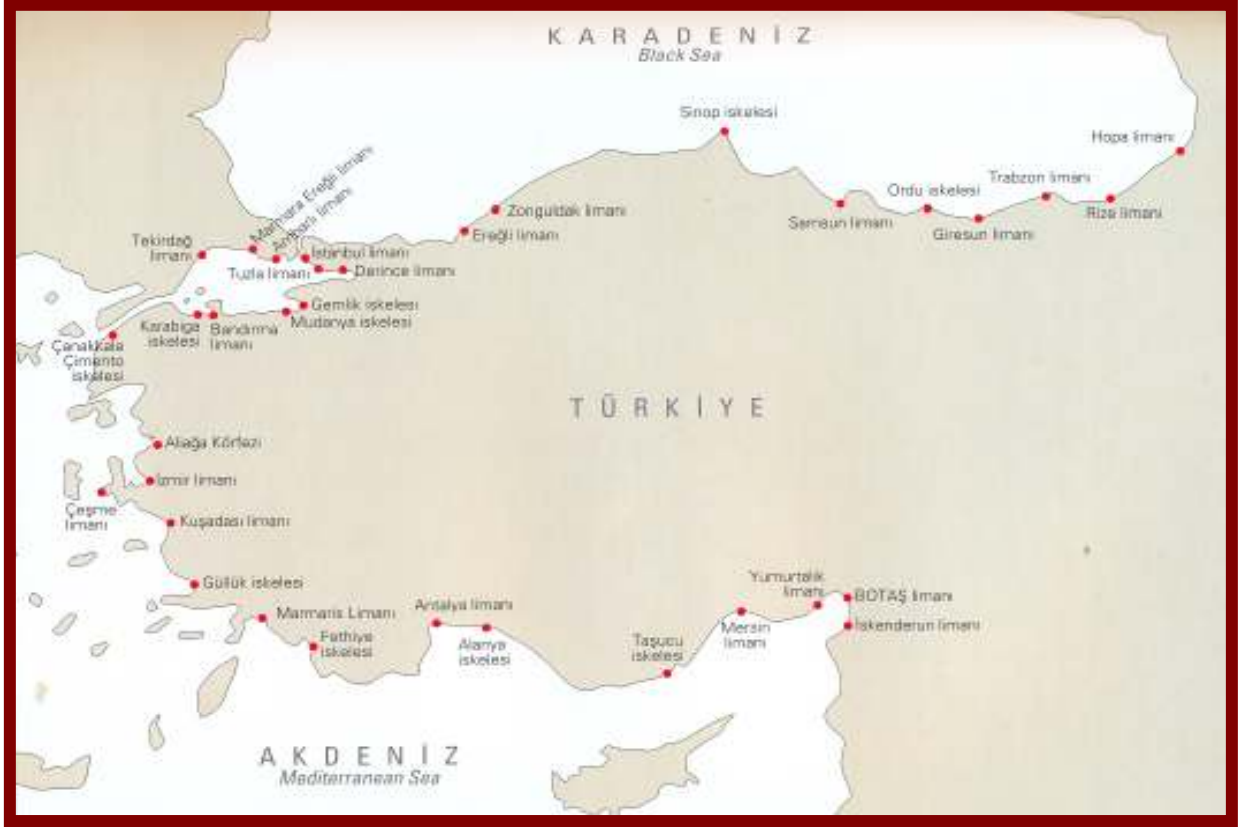 KARADENİZ
Black Sea
Sinop iskelesi
Hopa limanı
Trabzon limanı
Ordu iskelesi
Rize limanı
Samsun limanı
Giresun limanı
Zonguldak limanı
Ereğli limanı
Marmara Ereğli limanı
Ambarlı limanı
Tekirdağ
limanı
İstanbul limanı
Tuzla limanı
Derince limanı
Gemlik iskelesi
Mudanya iskelesi
Karabiga
iskelesi
Bandırma
limanı
Çanakkale
Çimento
iskelesi
TÜRKİYE
Aliağa Körfezi
İzmir limanı
Çeşme
limanı
Kuşadası limanı
Güllük iskelesi
Marmaris Limanı
Fethiye
iskelesi
Antalya limanı
Alanya
iskelesi
Taşucu
iskelesi
Mersin
limanı
Yumurtalık
limanı
BOTAŞ limanı
İskenderun limanı
AKDENİZ
Mediterranean Sea